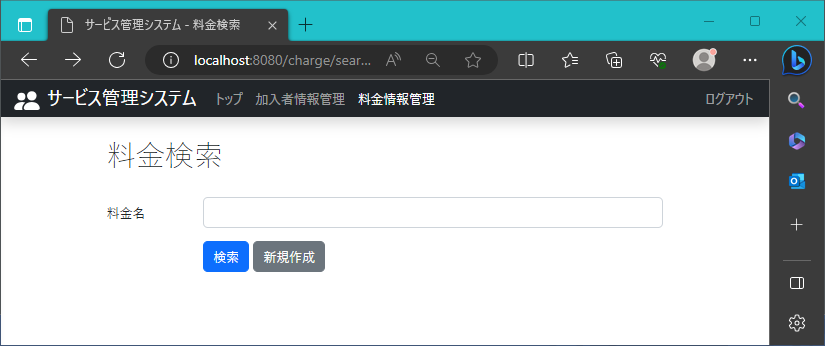 サービス管理システム - 料金検索
localhost:8080/charge/sear...
サービス管理システム トップ 加入者情報管理 料金情報管理 ログアウト
料金検索
料金名
検索 新規作成